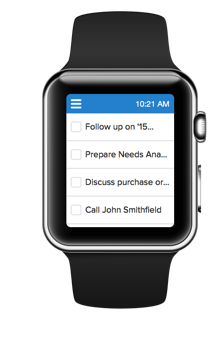 10:21 AM
Follow up on '15...
Prepare Needs Ana...
Discuss purchase or...
Call John Smithfield